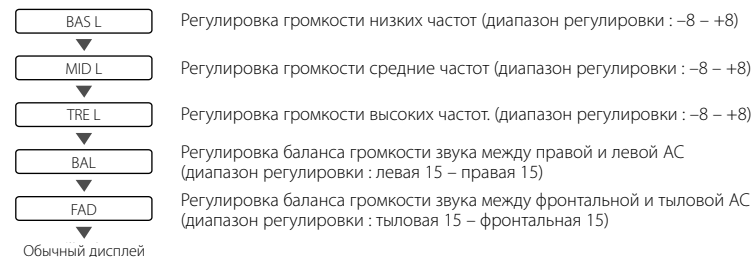 BAS L
Регулировка громкости низких частот (диапазон регулировки : –8 – +8)
MID L
Регулировка громкости средние частот (диапазон регулировки : –8 – +8)
TRE L
Регулировка громкости высоких частот. (диапазон регулировки : –8 – +8)
BAL
Регулировка баланса громкости звука между правой и левой АС
(диапазон регулировки : левая 15 – правая 15)
FAD
Регулировка баланса громкости звука между фронтальной и тыловой АС
(диапазон регулировки : тыловая 15 – фронтальная 15)
Обычный дисплей